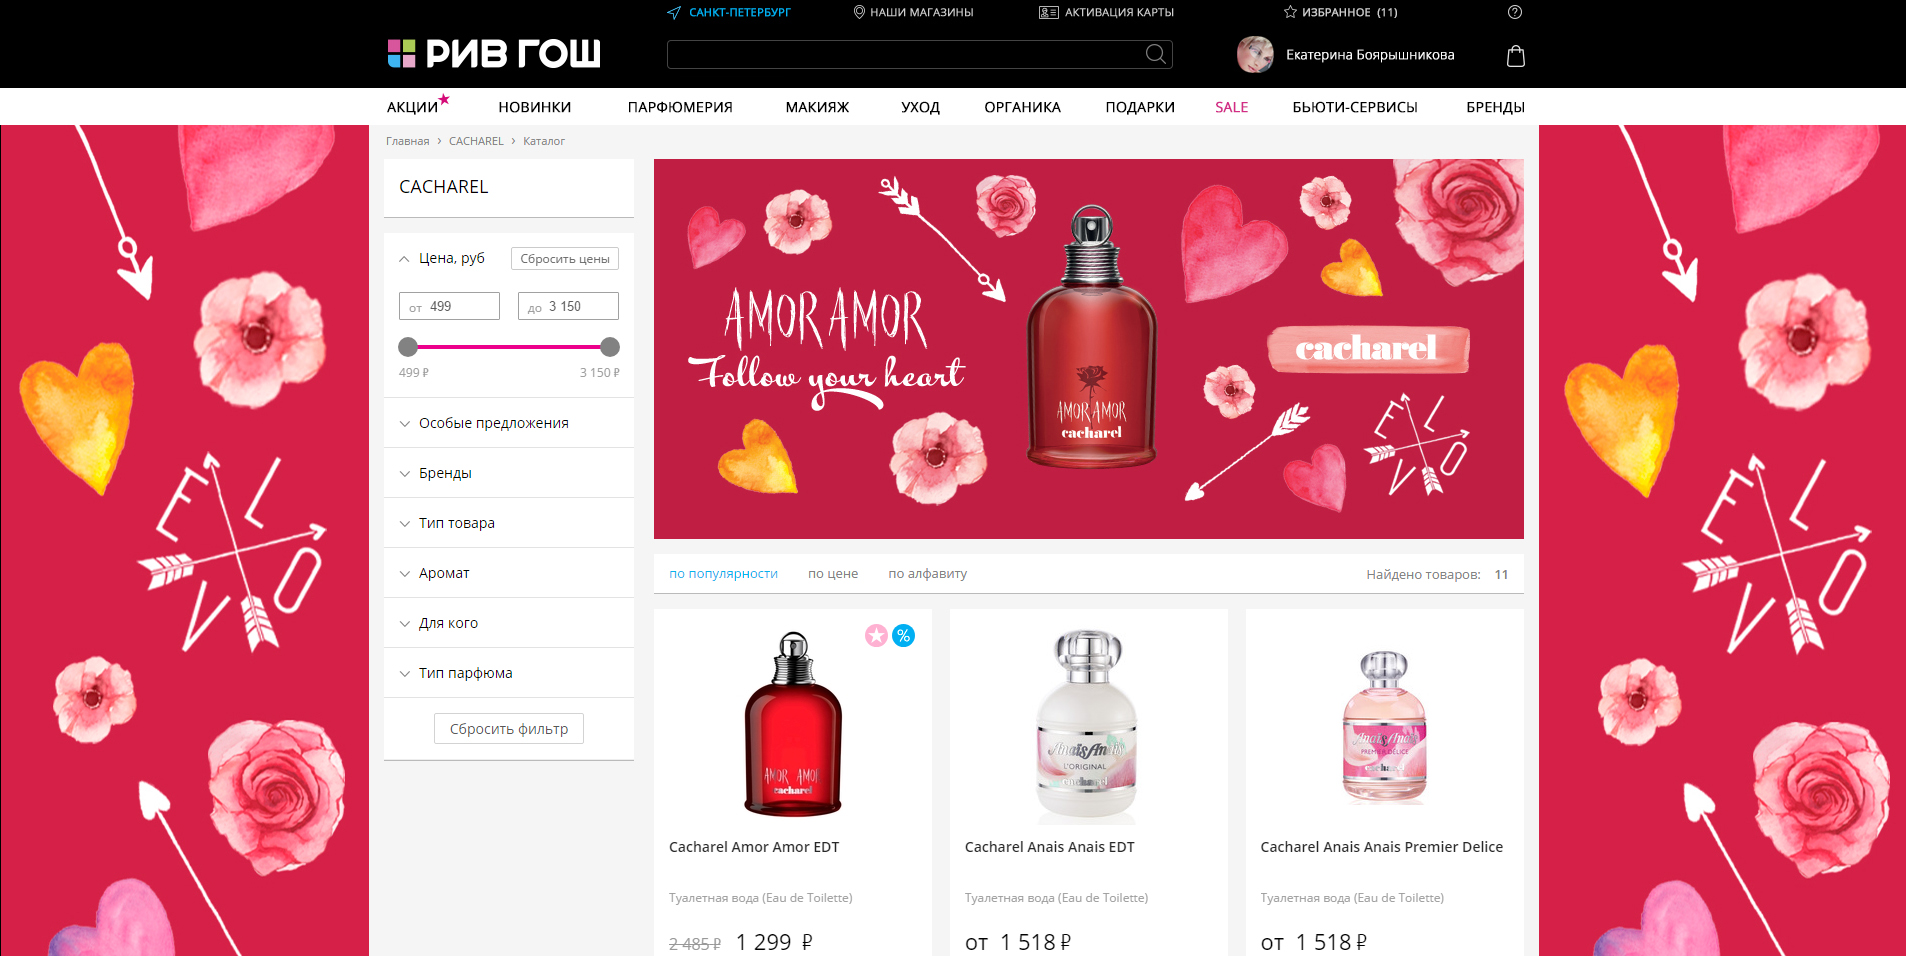 САНКТ-ПЕТЕРБУРГ
НАШИ МАГАЗИНЫ
АКТИВАЦИЯ КАРТЫ
ИЗБРАННОЕ (11)
РИВ ГОШ
Екатерина Боярышникова
АКЦИИ
НОВИНКИ
ПАРФЮМЕРИЯ
МАКИЯЖ
УХОД
ОРГАНИКА
ПОДАРКИ
SALE
БЬЮТИ-СЕРВИСЫ
БРЕНДЫ
Главная › CACHAREL › Каталог
CACHAREL
Цена, руб
Сбросить цены
от 499
до 3 150
499 ₽
3 150 ₽
Особые предложения
Бренды
Тип товара
Аромат
Для кого
Тип парфюма
Сбросить фильтр
AMOR AMOR
Follow your heart
AMOR AMOR
cacharel
cacharel
L
O
V
E
L
O
V
E
L
O
V
E
по популярности
по цене
по алфавиту
Найдено товаров: 11
%
AMOR AMOR
cacharel
Anaïs Anaïs
L'ORIGINAL
cacharel
Anaïs Anaïs
PREMIER DÉLICE
cacharel
Cacharel Amor Amor EDT
Cacharel Anais Anais EDT
Cacharel Anais Anais Premier Delice
Туалетная вода (Eau de Toilette)
Туалетная вода (Eau de Toilette)
Туалетная вода (Eau de Toilette)
2 485 ₽ 1 299 ₽
от 1 518 ₽
от 1 518 ₽